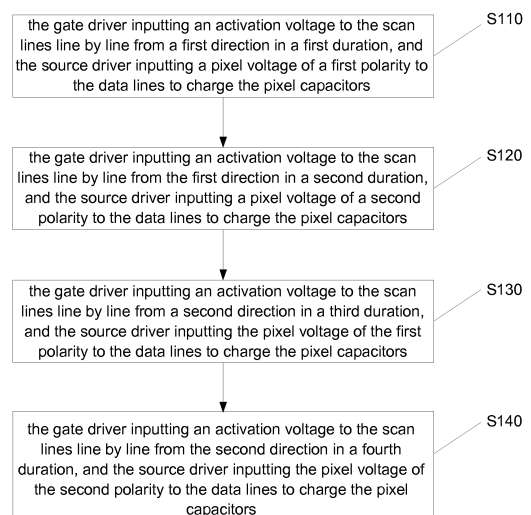 the gate driver inputting an activation voltage to the scan
lines line by line from a first direction in a first duration, and
the source driver inputting a pixel voltage of a first polarity to
the data lines to charge the pixel capacitors
S110
the gate driver inputting an activation voltage to the scan
lines line by line from the first direction in a second duration,
and the source driver inputting a pixel voltage of a second
polarity to the data lines to charge the pixel capacitors
S120
the gate driver inputting an activation voltage to the scan
lines line by line from a second direction in a third duration,
and the source driver inputting the pixel voltage of the first
polarity to the data lines to charge the pixel capacitors
S130
the gate driver inputting an activation voltage to the scan
lines line by line from the second direction in a fourth
duration, and the source driver inputting the pixel voltage of
the second polarity to the data lines to charge the pixel
capacitors
S140